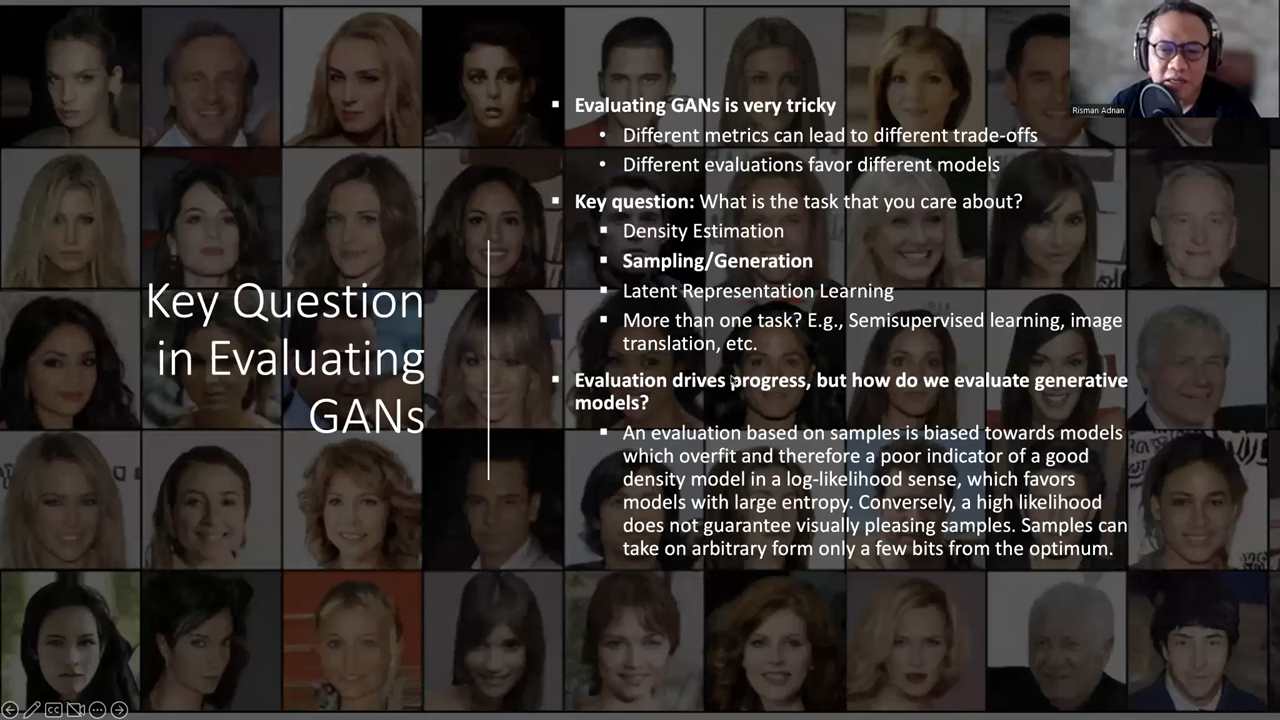 Risman Adnan
Key Question
in Evaluating
GANs
Evaluating GANs is very tricky
Different metrics can lead to different trade-offs
Different evaluations favor different models
Key question: What is the task that you care about?
Density Estimation
Sampling/Generation
Latent Representation Learning
More than one task? E.g., Semisupervised learning, image
translation, etc.
Evaluation drives progress, but how do we evaluate generative
models?
An evaluation based on samples is biased towards models
which overfit and therefore a poor indicator of a good
density model in a log-likelihood sense, which favors
models with large entropy. Conversely, a high likelihood
does not guarantee visually pleasing samples. Samples can
take on arbitrary form only a few bits from the optimum.
CC